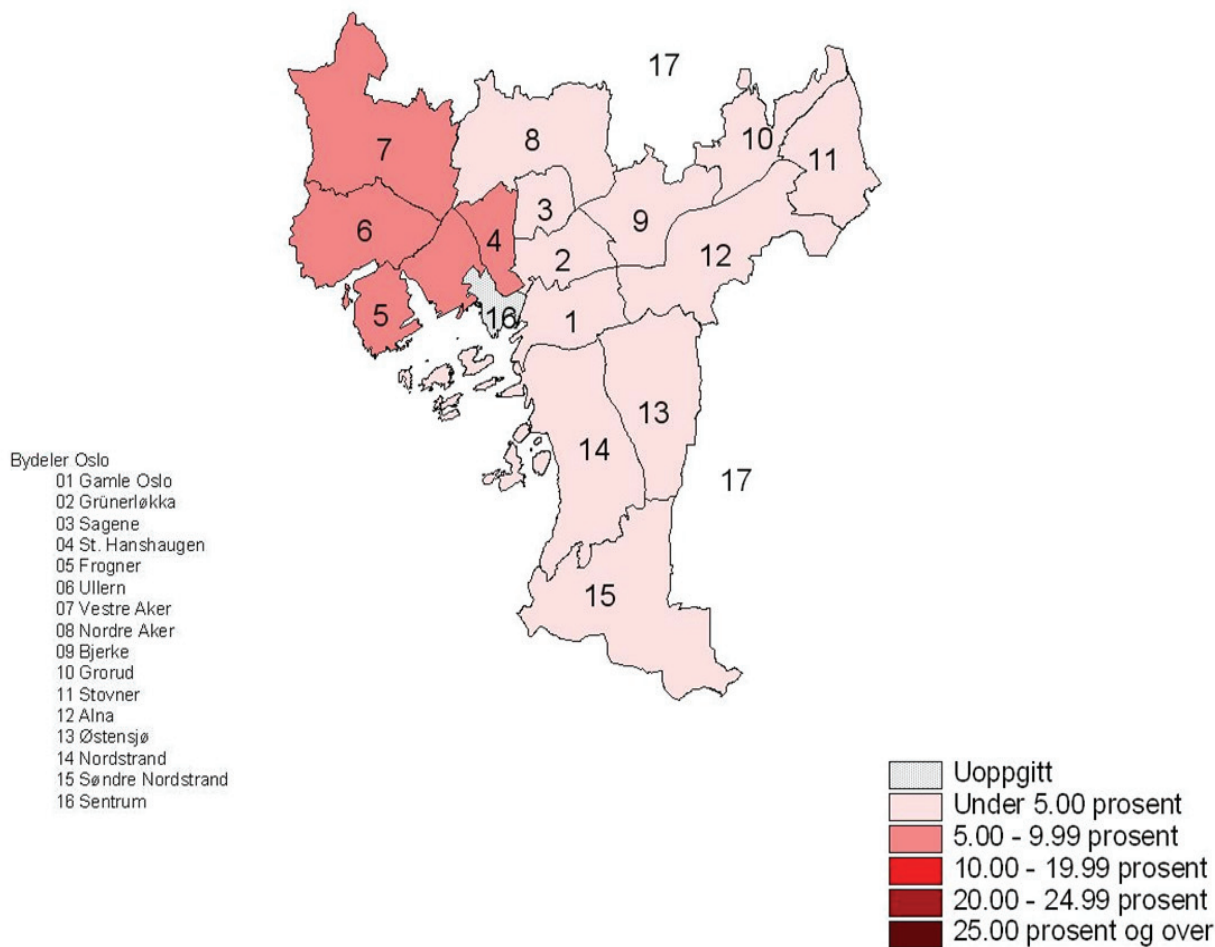 17
7
8
10
11
3
6
4
9
2
12
5
16
1
13
14
17
15
Bydeler Oslo
01 Gamle Oslo
02 Grünerløkka
03 Sagene
04 St. Hanshaugen
05 Frogner
06 Ullern
07 Vestre Aker
08 Nordre Aker
09 Bjerke
10 Grorud
11 Stovner
12 Alna
13 Østensjø
14 Nordstrand
15 Søndre Nordstrand
16 Sentrum
Uoppgitt
Under 5.00 prosent
5.00 - 9.99 prosent
10.00 - 19.99 prosent
20.00 - 24.99 prosent
25.00 prosent og over